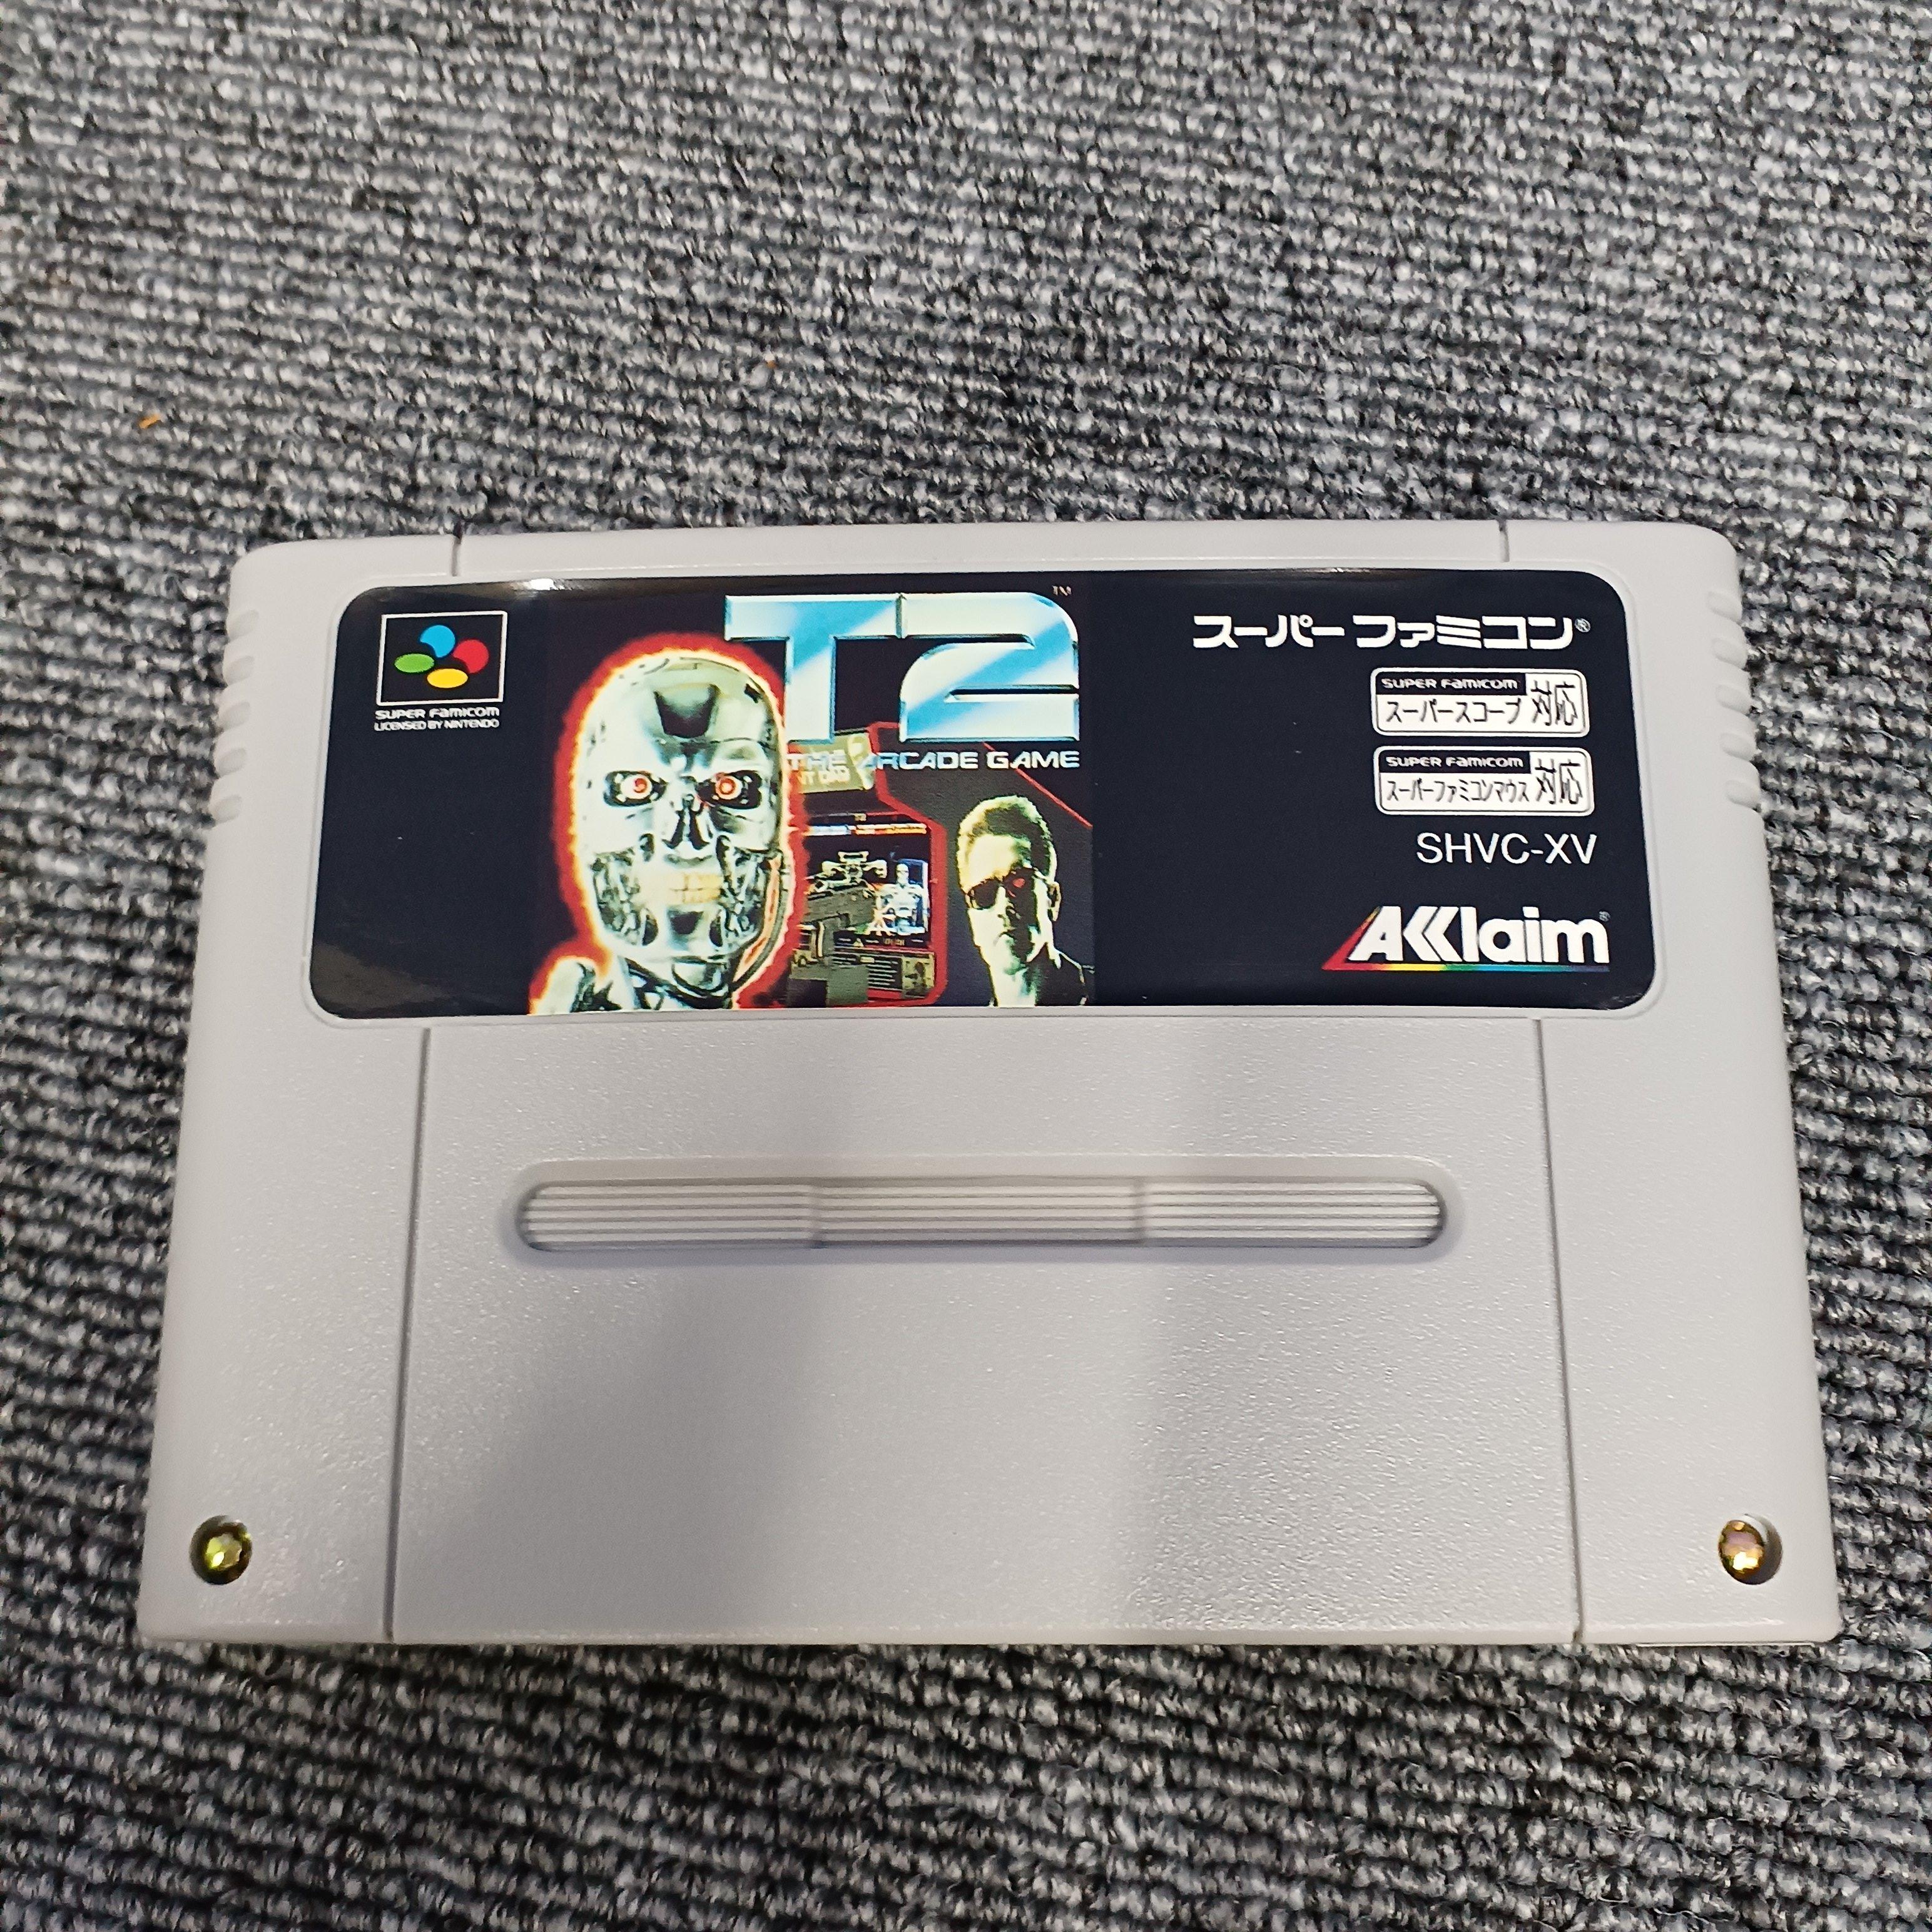 SUPER FAMICOM
LICENSED BY NINTENDO
T2 ™
THE ARCADE GAME
スーパーファミコン®
SUPER FAMICOM
スーパースコープ 対応
SUPER FAMICOM
スーパーファミコンマウス 対応
SHVC-XV
AKKlaim®